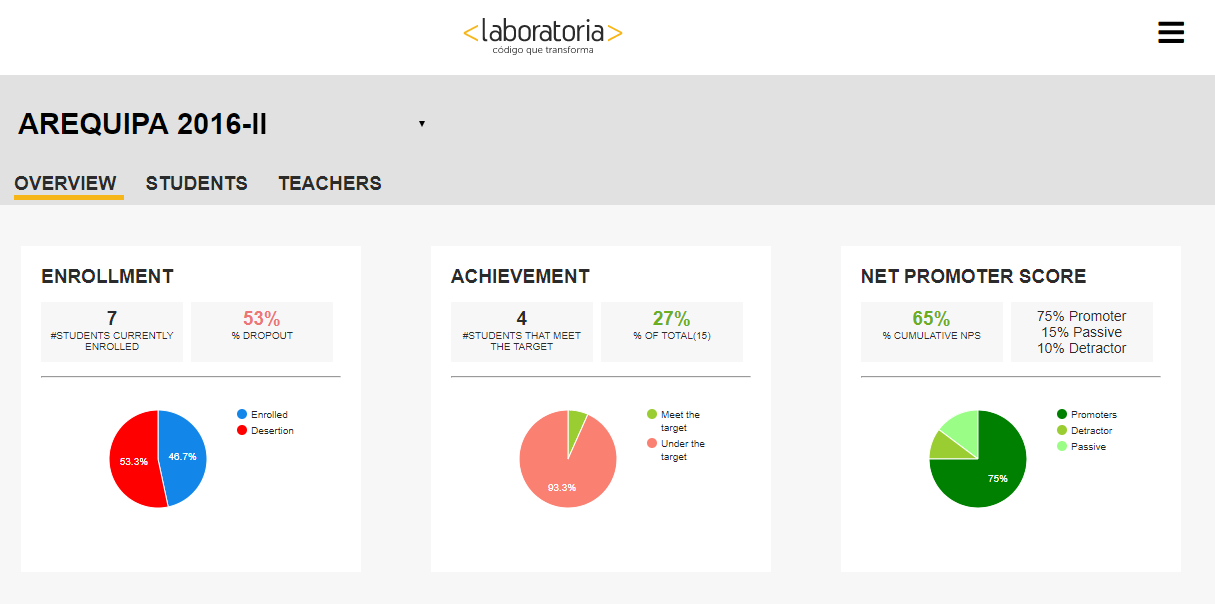 <laboratoria>
código que transforma
AREQUIPA 2016-II
OVERVIEW STUDENTS TEACHERS
ENROLLMENT
7
#STUDENTS CURRENTLY
ENROLLED
53%
% DROPOUT
53.3%
46.7%
Enrolled
Desertion
ACHIEVEMENT
4
#STUDENTS THAT MEET
THE TARGET
27%
% OF TOTAL(15)
93.3%
Meet the
target
Under the
target
NET PROMOTER SCORE
65%
% CUMULATIVE NPS
75% Promoter
15% Passive
10% Detractor
75%
Promoters
Detractor
Passive